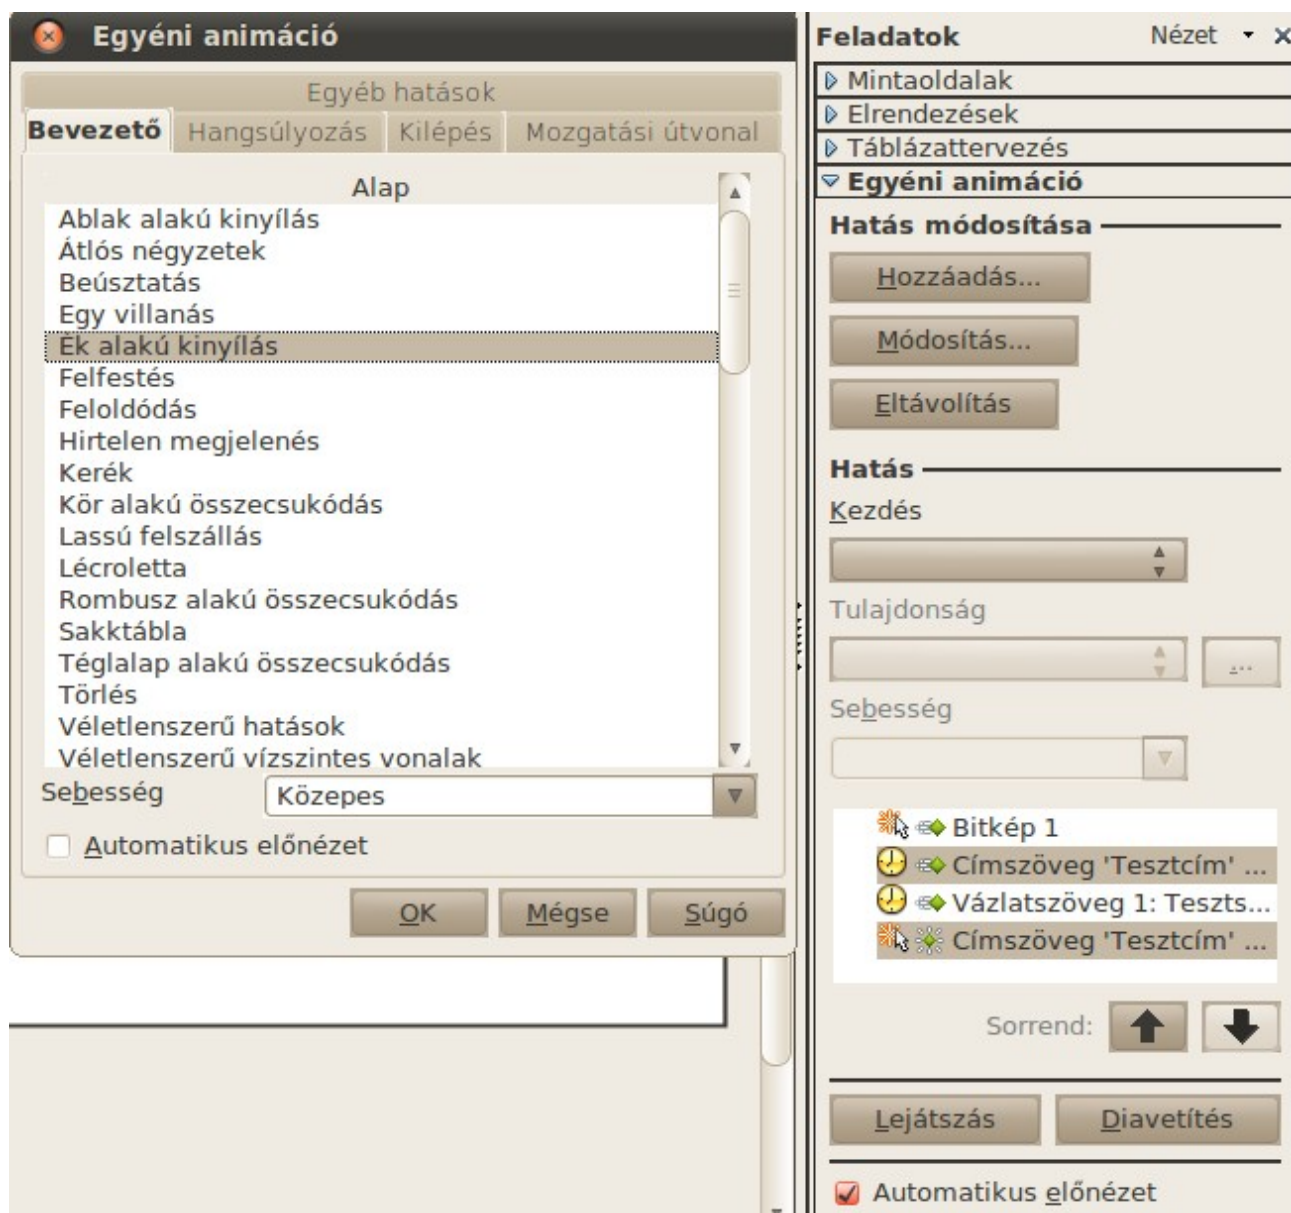 Egyéni animáció
Egyéb hatások
Bevezető Hangsúlyozás Kilépés Mozgatási útvonal
Alap
Ablak alakú kinyílás
Átlós négyzetek
Beúsztatás
Egy villanás
Ék alakú kinyílás
Felfestés
Feloldódás
Hirtelen megjelenés
Kerék
Kör alakú összecsukódás
Lassú felszállás
Lécroletta
Rombusz alakú összecsukódás
Sakktábla
Téglalap alakú összecsukódás
Törlés
Véletlenszerű hatások
Véletlenszerű vízszintes vonalak
Sebesség Közepes
Automatikus előnézet
OK Mégse Súgó
Feladatok Nézet
Mintaoldalak
Elrendezések
Táblázattervezés
Egyéni animáció
Hatás módosítása
Hozzáadás...
Módosítás...
Eltávolítás
Hatás
Kezdés
Tulajdonság
...
Sebesség
Bitkép 1
Címszöveg 'Tesztcím' ...
Vázlatszöveg 1: Teszts...
Címszöveg 'Tesztcím' ...
Sorrend:
Lejátszás Diavetítés
Automatikus előnézet